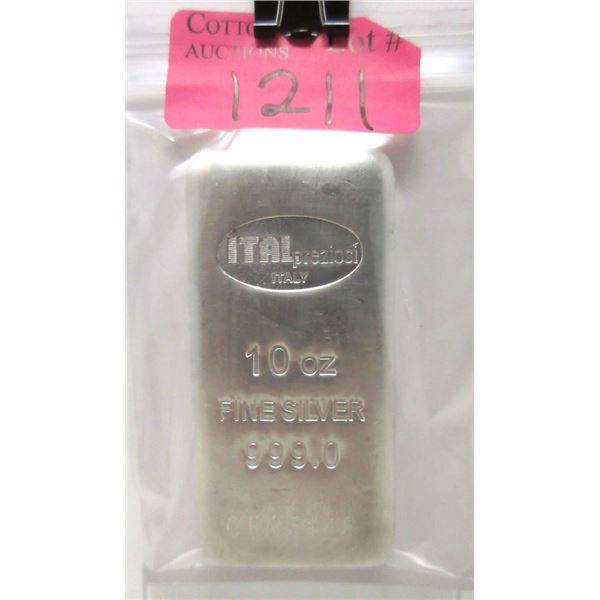 COTTO
AUCTIONS Lot #
1211
ITALpreziosi
ITALY
10 oz
FINE SILVER
999.0